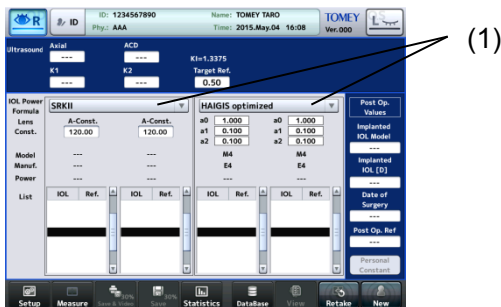 R ID ID: 1234567890 Name: TOMEY TARO TOMEY L
Phy.: AAA Time: 2015.May.04 16:08 Ver.000
(1)
Ultrasound Axial ACD
--- --- KI=1.3375
K1 K2 Target Ref.
--- --- 0.50
IOL Power Formula SRKII HAIGIS optimized Post Op. Values
Lens Const. A-Const. A-Const. a0 1.000 a0 1.000
120.00 120.00 a1 0.100 a1 0.100
a2 0.100 a2 0.100
Implanted IOL Model
---
Model --- --- M4 M4
Manuf. --- --- E4 E4
Power --- --- --- ---
Implanted IOL [D]
---
List IOL Ref. IOL Ref. IOL Ref. IOL Ref.
Date of Surgery
---
Post Op. Ref
---
Personal Constant
Setup Measure Save & Video Save Statistics DataBase View Retake New